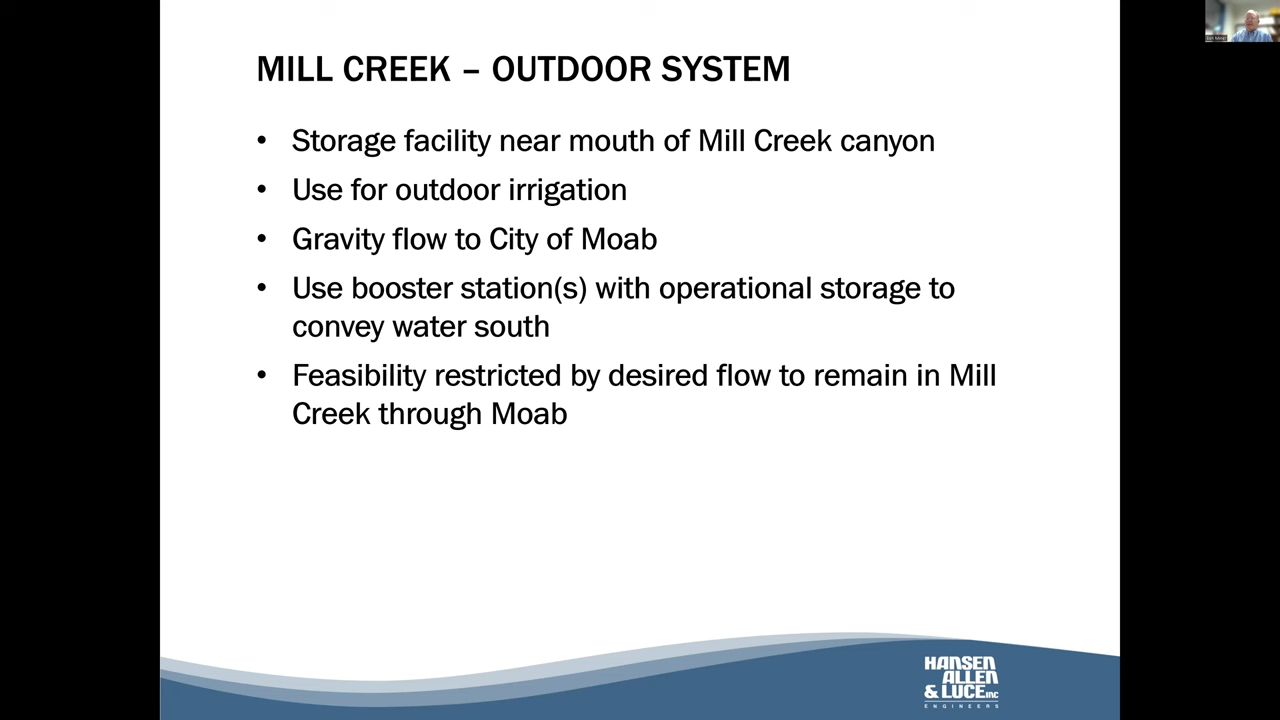 MILL CREEK – OUTDOOR SYSTEM
• Storage facility near mouth of Mill Creek canyon
• Use for outdoor irrigation
• Gravity flow to City of Moab
• Use booster station(s) with operational storage to
convey water south
• Feasibility restricted by desired flow to remain in Mill
Creek through Moab
HANSEN
ALLEN
& LUCE INC
ENGINEERS